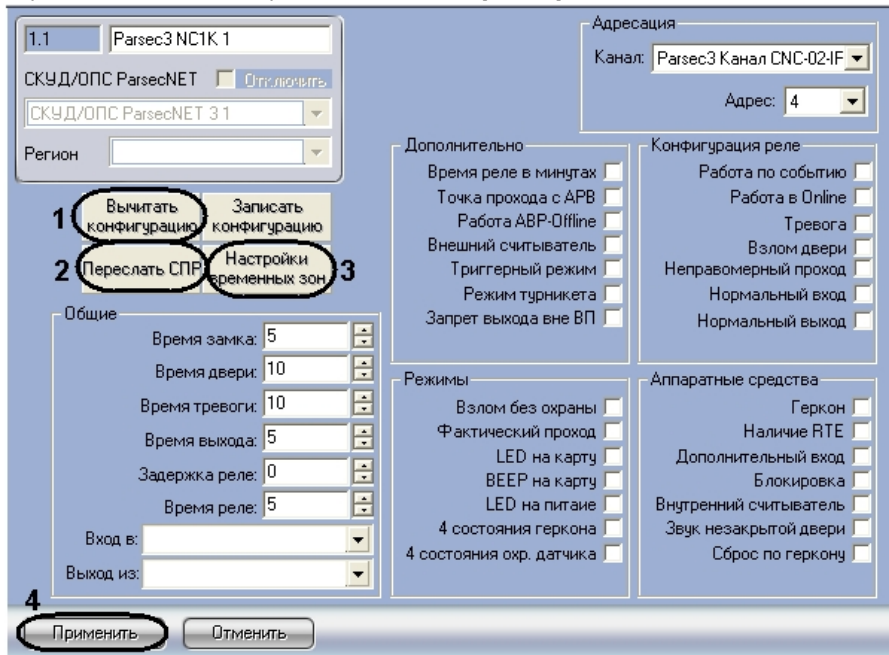 1.1 Parsec3 NC1K 1
СКУД/ОПС ParsecNET Отключить
СКУД/ОПС ParsecNET 3 1
Регион
Адресация
Канал: Parsec3 Канал CNC-02-IF
Адрес: 4
1 Вычитать конфигурацию
Записать конфигурацию
2 Переслать СПР
Настройки временных зон 3
Общие
Время замка: 5
Время двери: 10
Время тревоги: 10
Время выхода: 5
Задержка реле: 0
Время реле: 5
Вход в:
Выход из:
Дополнительно
Время реле в минутах
Точка прохода с АРВ
Работа АВР-Offline
Внешний считыватель
Триггерный режим
Режим турникета
Запрет выхода вне ВП
Конфигурация реле
Работа по событию
Работа в Online
Тревога
Взлом двери
Неправомерный проход
Нормальный вход
Нормальный выход
Режимы
Взлом без охраны
Фактический проход
LED на карту
BEEP на карту
LED на питаие
4 состояния геркона
4 состояния охр. датчика
Аппаратные средства
Геркон
Наличие RTE
Дополнительный вход
Блокировка
Внутренний считыватель
Звук незакрытой двери
Сброс по геркону
4
Применить Отменить